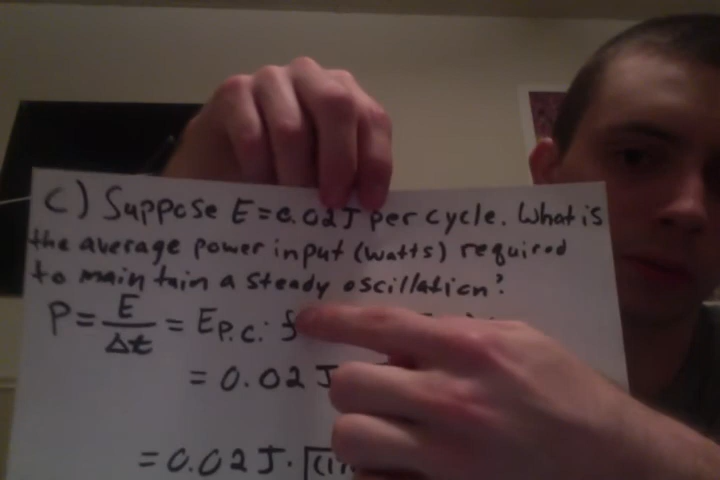 C) Suppose E=0.02J per cycle. What is
the average power input (watts) required
to maintain a steady oscillation?
P = E/Δt = E P.C. · f
= 0.02 J
= 0.02 J ·